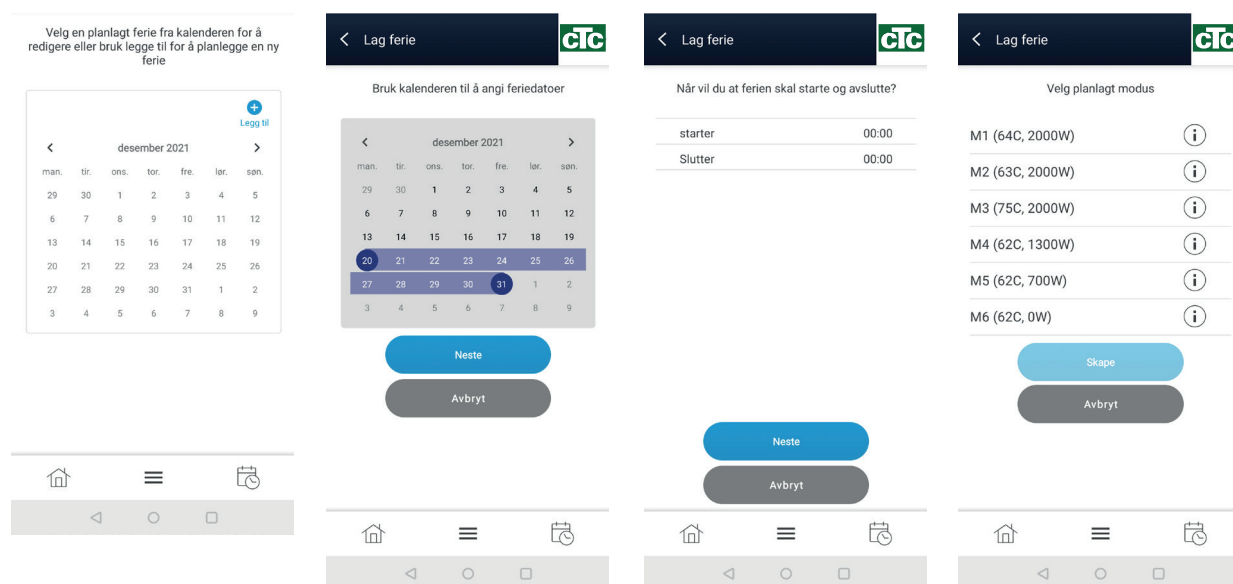 Velg en planlagt ferie fra kalenderen for å
redigere eller bruk legge til for å planlegge en ny
ferie
Legg til
desember 2021
man. tir. ons. tor. fre. lør. søn.
29 30 1 2 3 4 5
6 7 8 9 10 11 12
13 14 15 16 17 18 19
20 21 22 23 24 25 26
27 28 29 30 31 1 2
3 4 5 6 7 8 9
Lag ferie
cTc
Bruk kalenderen til å angi feriedatoer
desember 2021
man. tir. ons. tor. fre. lør. søn.
29 30 1 2 3 4 5
6 7 8 9 10 11 12
13 14 15 16 17 18 19
20 21 22 23 24 25 26
27 28 29 30 31 1 2
3 4 5 6 7 8 9
Neste
Avbryt
Lag ferie
cTc
Når vil du at ferien skal starte og avslutte?
starter 00:00
Slutter 00:00
Neste
Avbryt
Lag ferie
cTc
Velg planlagt modus
M1 (64C, 2000W)
M2 (63C, 2000W)
M3 (75C, 2000W)
M4 (62C, 1300W)
M5 (62C, 700W)
M6 (62C, 0W)
Skape
Avbryt